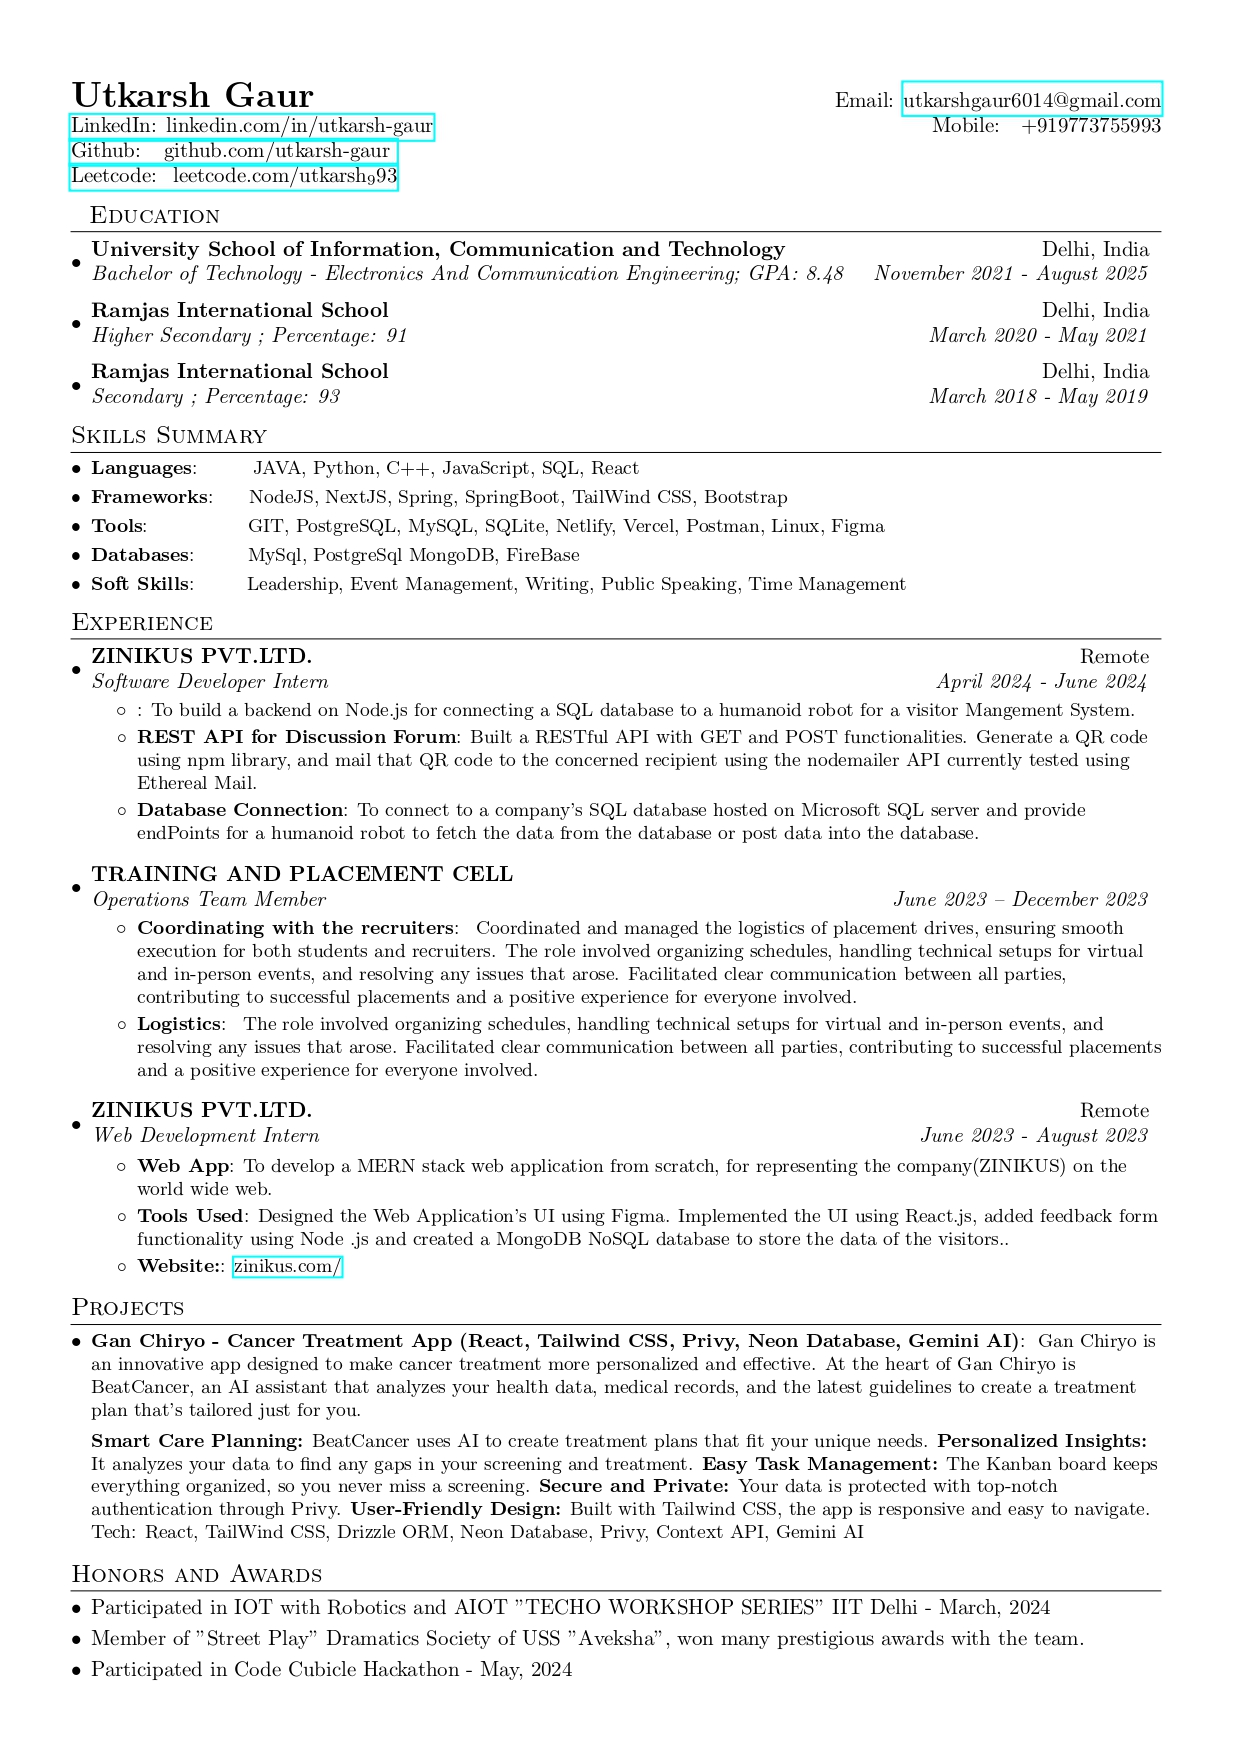 Utkarsh Gaur
Email: utkarshgaur6014@gmail.com
LinkedIn: linkedin.com/in/utkarsh-gaur
Mobile: +919773755993
Github: github.com/utkarsh-gaur
Leetcode: leetcode.com/utkarsh₉93
EDUCATION
• University School of Information, Communication and Technology Delhi, India
Bachelor of Technology - Electronics And Communication Engineering; GPA: 8.48 November 2021 - August 2025
• Ramjas International School Delhi, India
Higher Secondary ; Percentage: 91 March 2020 - May 2021
• Ramjas International School Delhi, India
Secondary ; Percentage: 93 March 2018 - May 2019
SKILLS SUMMARY
• Languages: JAVA, Python, C++, JavaScript, SQL, React
• Frameworks: NodeJS, NextJS, Spring, SpringBoot, TailWind CSS, Bootstrap
• Tools: GIT, PostgreSQL, MySQL, SQLite, Netlify, Vercel, Postman, Linux, Figma
• Databases: MySql, PostgreSql MongoDB, FireBase
• Soft Skills: Leadership, Event Management, Writing, Public Speaking, Time Management
EXPERIENCE
• ZINIKUS PVT.LTD. Remote
Software Developer Intern April 2024 - June 2024
○ : To build a backend on Node.js for connecting a SQL database to a humanoid robot for a visitor Mangement System.
○ REST API for Discussion Forum: Built a RESTful API with GET and POST functionalities. Generate a QR code
using npm library, and mail that QR code to the concerned recipient using the nodemailer API currently tested using
Ethereal Mail.
○ Database Connection: To connect to a company's SQL database hosted on Microsoft SQL server and provide
endPoints for a humanoid robot to fetch the data from the database or post data into the database.
• TRAINING AND PLACEMENT CELL
Operations Team Member June 2023 – December 2023
○ Coordinating with the recruiters: Coordinated and managed the logistics of placement drives, ensuring smooth
execution for both students and recruiters. The role involved organizing schedules, handling technical setups for virtual
and in-person events, and resolving any issues that arose. Facilitated clear communication between all parties,
contributing to successful placements and a positive experience for everyone involved.
○ Logistics: The role involved organizing schedules, handling technical setups for virtual and in-person events, and
resolving any issues that arose. Facilitated clear communication between all parties, contributing to successful placements
and a positive experience for everyone involved.
• ZINIKUS PVT.LTD. Remote
Web Development Intern June 2023 - August 2023
○ Web App: To develop a MERN stack web application from scratch, for representing the company(ZINIKUS) on the
world wide web.
○ Tools Used: Designed the Web Application's UI using Figma. Implemented the UI using React.js, added feedback form
functionality using Node .js and created a MongoDB NoSQL database to store the data of the visitors..
○ Website:: zinikus.com/
PROJECTS
• Gan Chiryo - Cancer Treatment App (React, Tailwind CSS, Privy, Neon Database, Gemini AI): Gan Chiryo is
an innovative app designed to make cancer treatment more personalized and effective. At the heart of Gan Chiryo is
BeatCancer, an AI assistant that analyzes your health data, medical records, and the latest guidelines to create a treatment
plan that's tailored just for you.
Smart Care Planning: BeatCancer uses AI to create treatment plans that fit your unique needs. Personalized Insights:
It analyzes your data to find any gaps in your screening and treatment. Easy Task Management: The Kanban board keeps
everything organized, so you never miss a screening. Secure and Private: Your data is protected with top-notch
authentication through Privy. User-Friendly Design: Built with Tailwind CSS, the app is responsive and easy to navigate.
Tech: React, TailWind CSS, Drizzle ORM, Neon Database, Privy, Context API, Gemini AI
HONORS AND AWARDS
• Participated in IOT with Robotics and AIOT ”TECHO WORKSHOP SERIES” IIT Delhi - March, 2024
• Member of ”Street Play” Dramatics Society of USS ”Aveksha”, won many prestigious awards with the team.
• Participated in Code Cubicle Hackathon - May, 2024